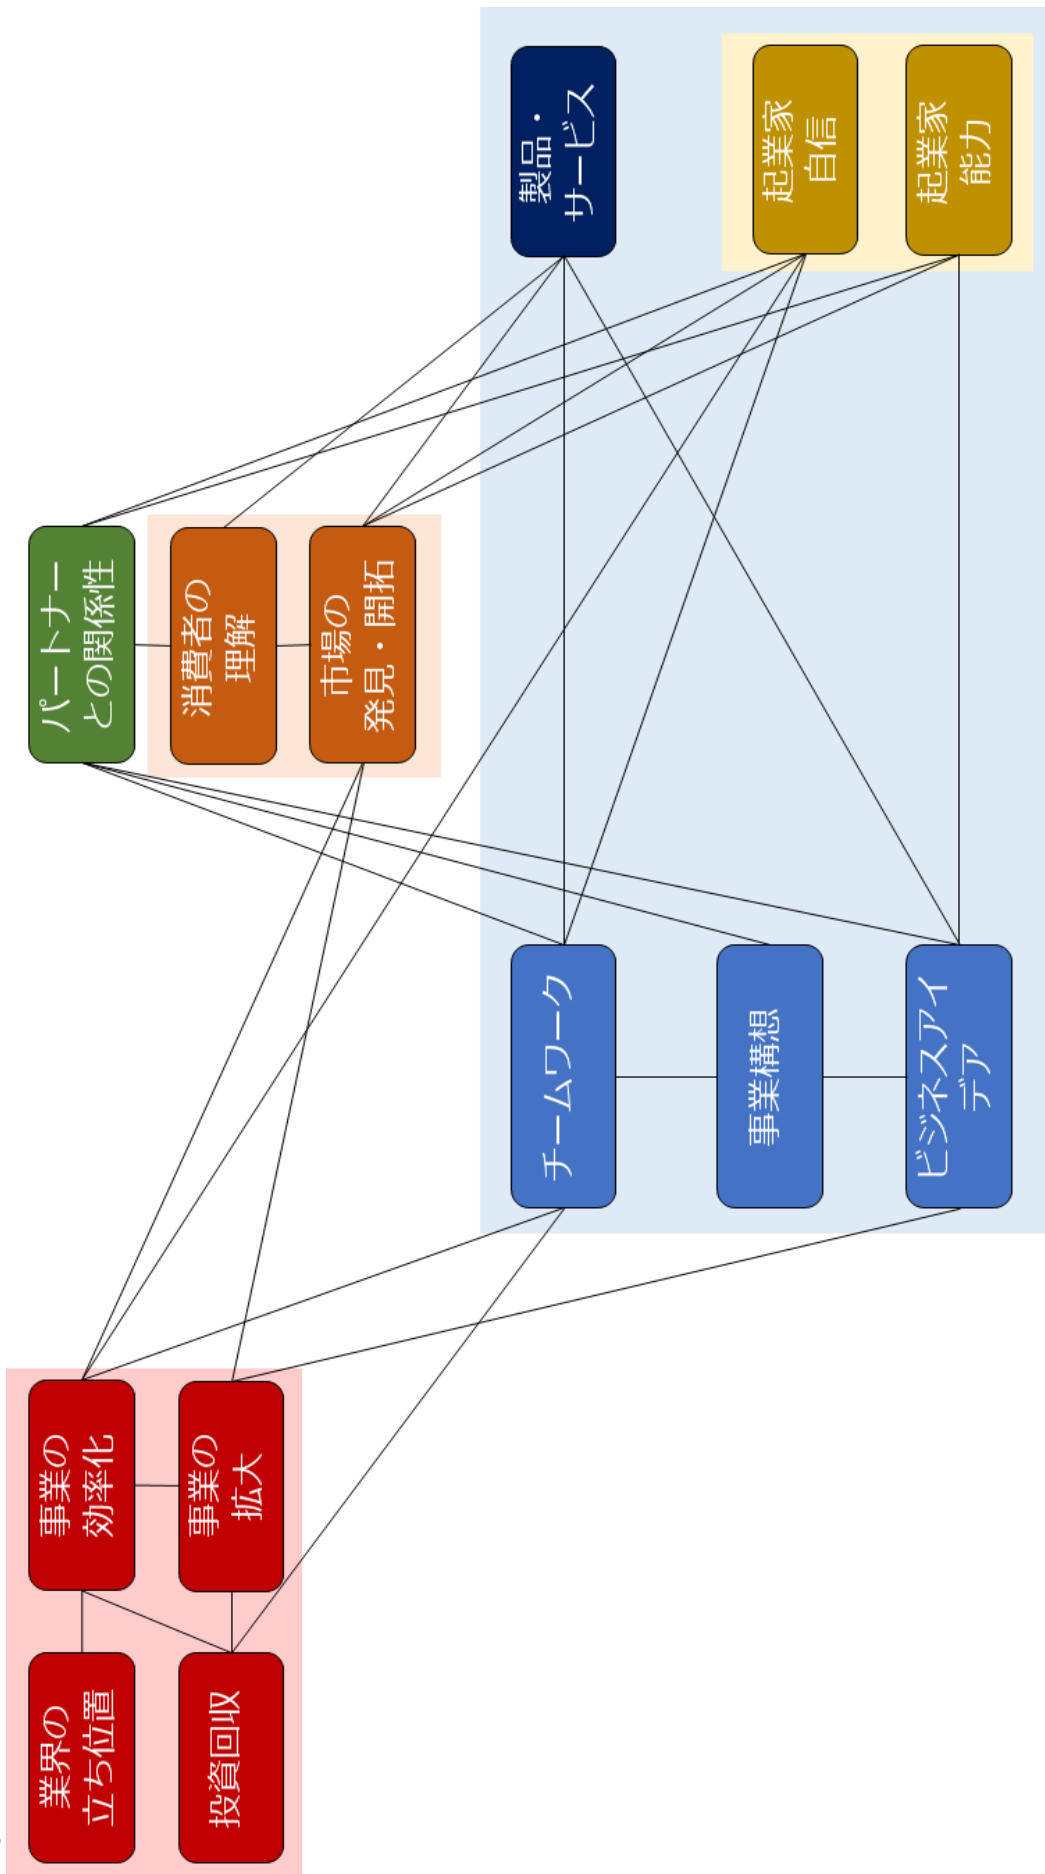 業界の
立ち位置
事業の
効率化
パートナー
との関係性
投資回収
事業の
拡大
消費者の
理解
市場の
発見・開拓
チームワーク
製品・
サービス
事業構想
起業家
自信
ビジネスアイ
デア
起業家
能力